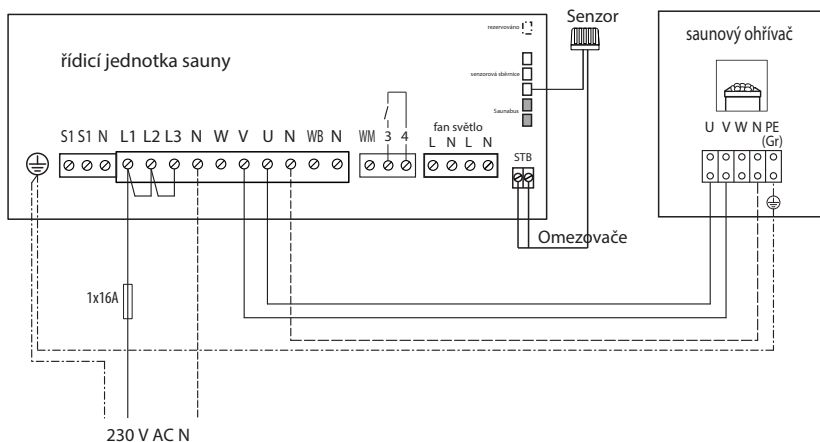 Senzor
rezervováno
saunový ohřívač
řídicí jednotka sauny
senzorová sběrnice
Saunabus
S1 S1 N L1 L2 L3 N W V U N WB N
WM 3 4
fan světlo
L N L N
STB
U V W N PE
(Gr)
Omezovače
1x16A
230 V AC N